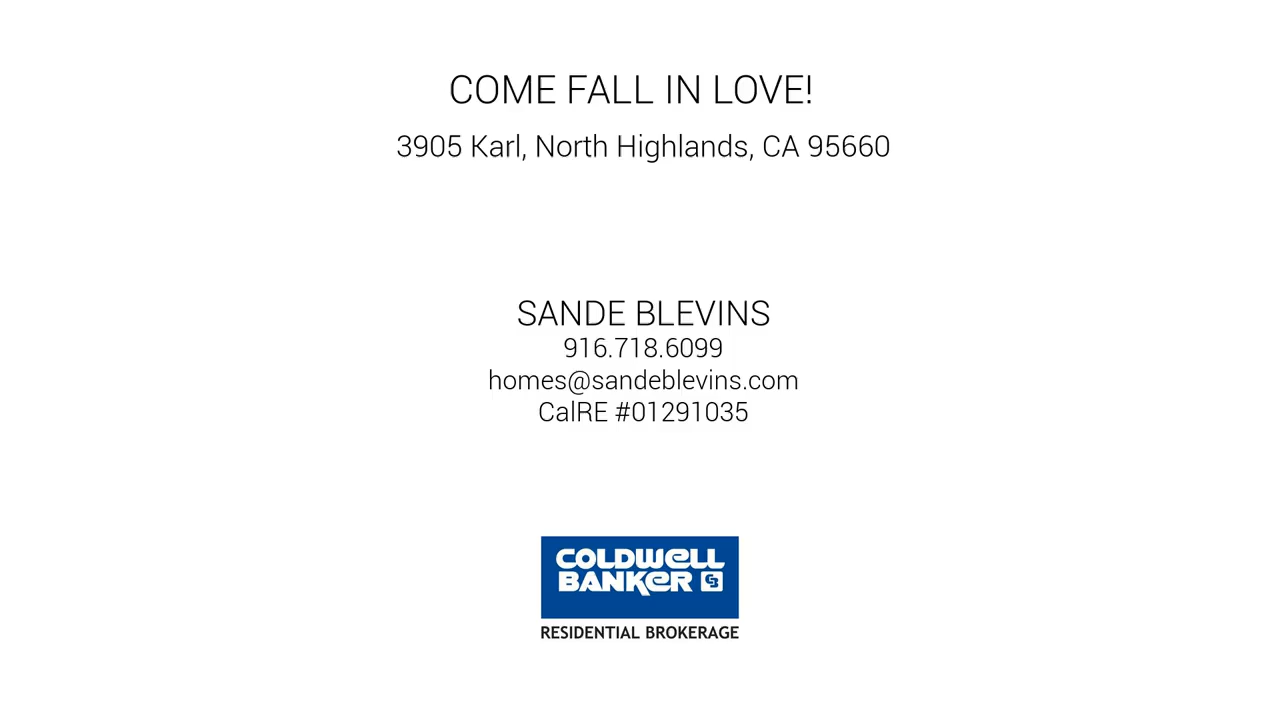 COME FALL IN LOVE!
3905 Karl, North Highlands, CA 95660
SANDE BLEVINS
916.718.6099
homes@sandeblevins.com
CalRE #01291035
COLDWELL
BANKER CB
RESIDENTIAL BROKERAGE